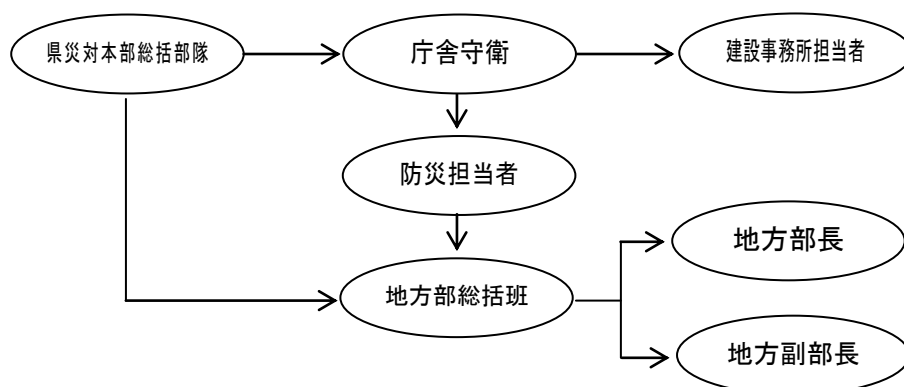 県災対本部総括部隊
庁舎守衛
建設事務所担当者
防災担当者
地方部長
地方部総括班
地方副部長